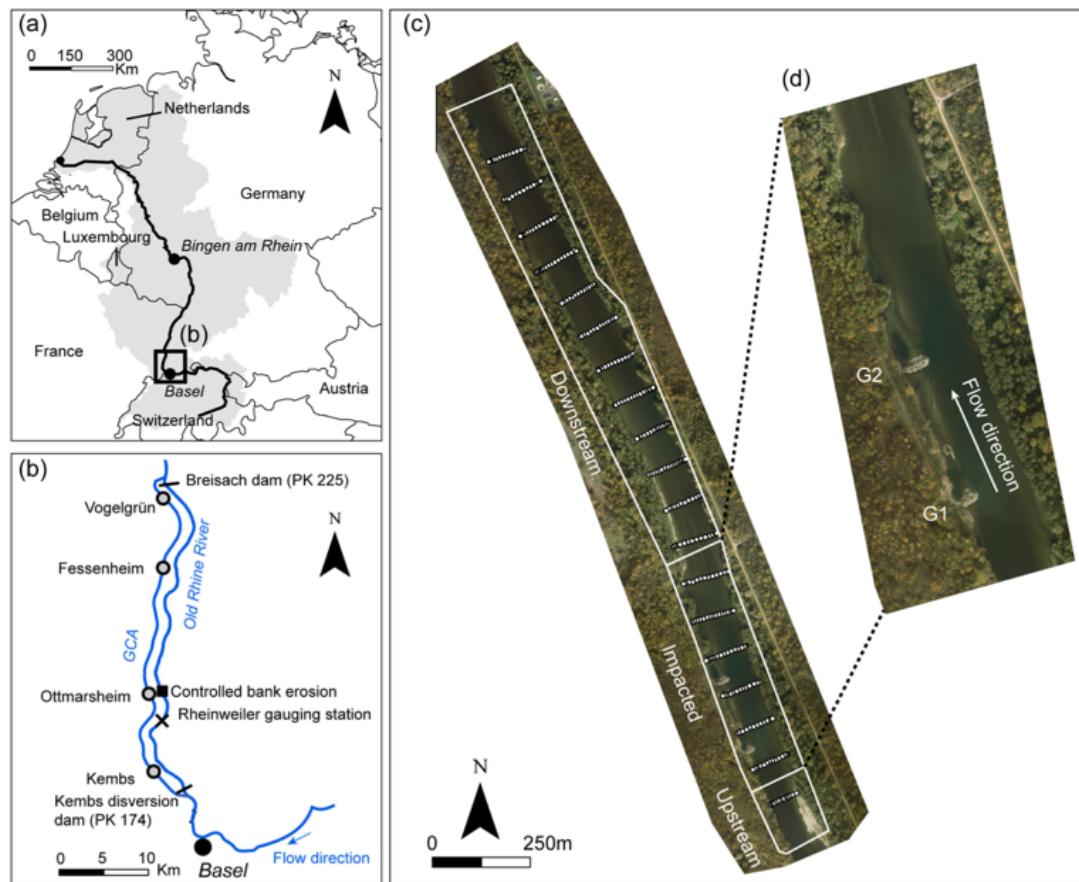 (a)
0 150 300
Km
N
Netherlands
Germany
Belgium
Luxembourg
Bingen am Rhein
France
(b)
Basel
Austria
Switzerland
(b)
Breisach dam (PK 225)
Vogelgrün
N
Fessenheim
Old Rhine River
GCA
Ottmarsheim
Controlled bank erosion
Rheinweiler gauging station
Kembs
Kembs disversion
dam (PK 174)
0 5 10
Km
Basel
Flow direction
(c)
Downstream
Impacted
Upstream
N
0 250m
(d)
G2
Flow direction
G1